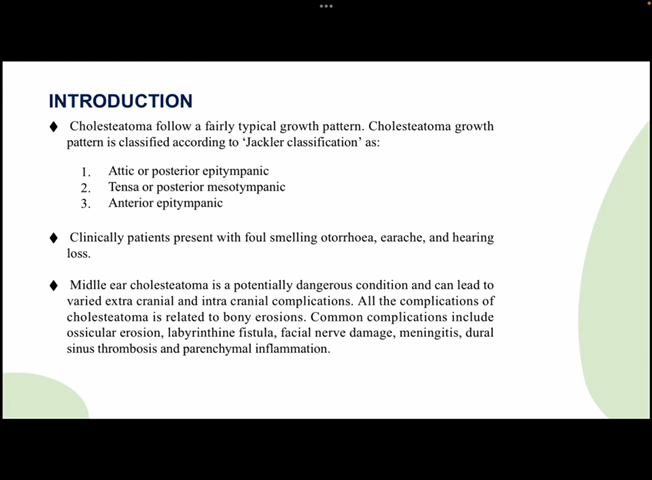 INTRODUCTION
♦ Cholesteatoma follow a fairly typical growth pattern. Cholesteatoma growth
pattern is classified according to ‘Jackler classification’ as:
1. Attic or posterior epitympanic
2. Tensa or posterior mesotympanic
3. Anterior epitympanic
♦ Clinically patients present with foul smelling otorrhoea, earache, and hearing
loss.
♦ Midlle ear cholesteatoma is a potentially dangerous condition and can lead to
varied extra cranial and intra cranial complications. All the complications of
cholesteatoma is related to bony erosions. Common complications include
ossicular erosion, labyrinthine fistula, facial nerve damage, meningitis, dural
sinus thrombosis and parenchymal inflammation.